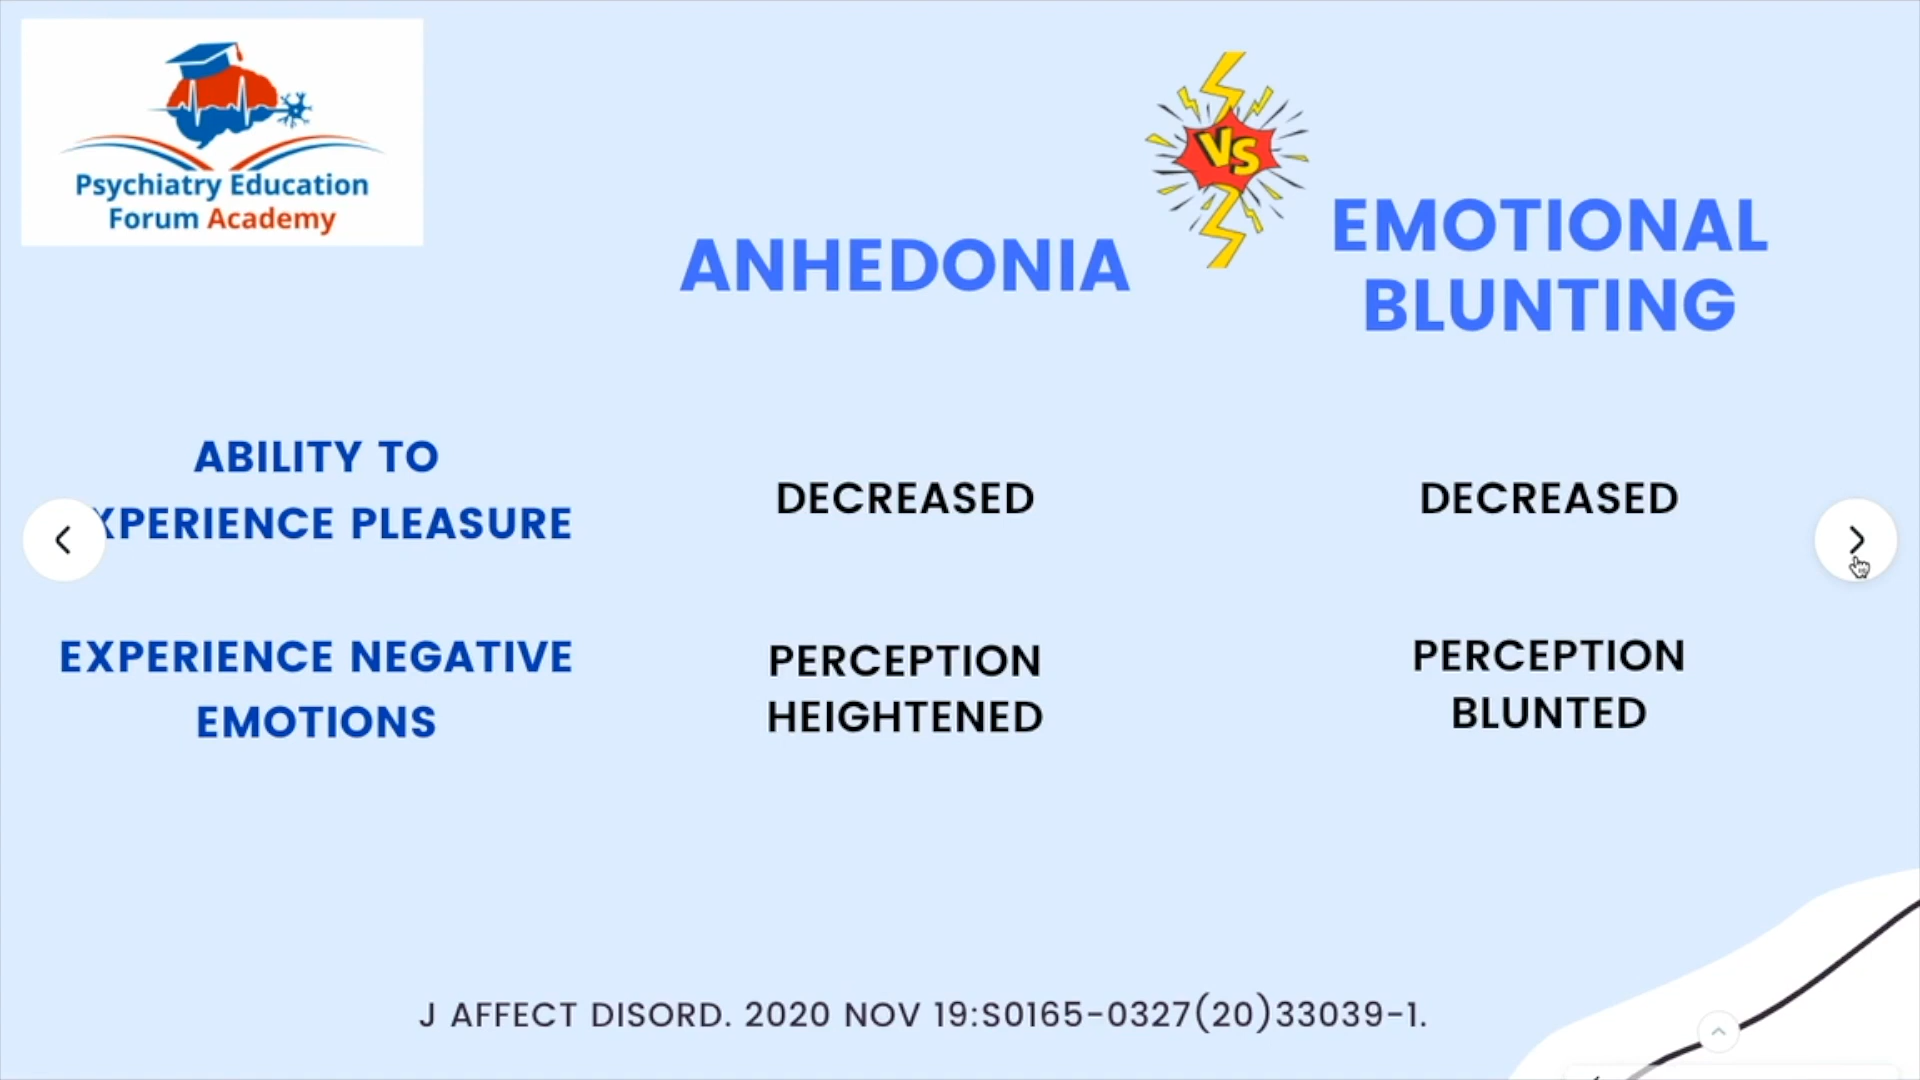 Psychiatry Education
Forum Academy
VS
ANHEDONIA
EMOTIONAL
BLUNTING
ABILITY TO
XPERIENCE PLEASURE
DECREASED
DECREASED
EXPERIENCE NEGATIVE
EMOTIONS
PERCEPTION
HEIGHTENED
PERCEPTION
BLUNTED
J AFFECT DISORD. 2020 NOV 19:S0165-0327(20)33039-1.